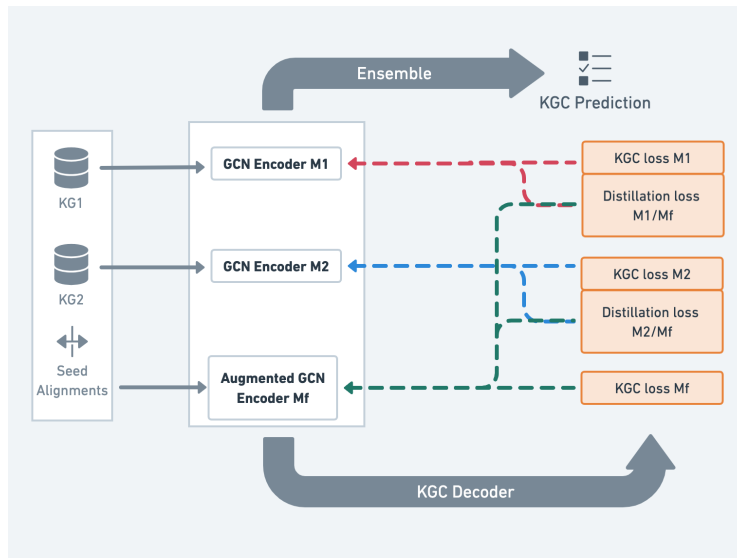 Ensemble
KGC Prediction
KG1
GCN Encoder M1
KGC loss M1
Distillation loss
M1/Mf
KG2
GCN Encoder M2
KGC loss M2
Distillation loss
M2/Mf
Seed
Alignments
Augmented GCN
Encoder Mf
KGC loss Mf
KGC Decoder